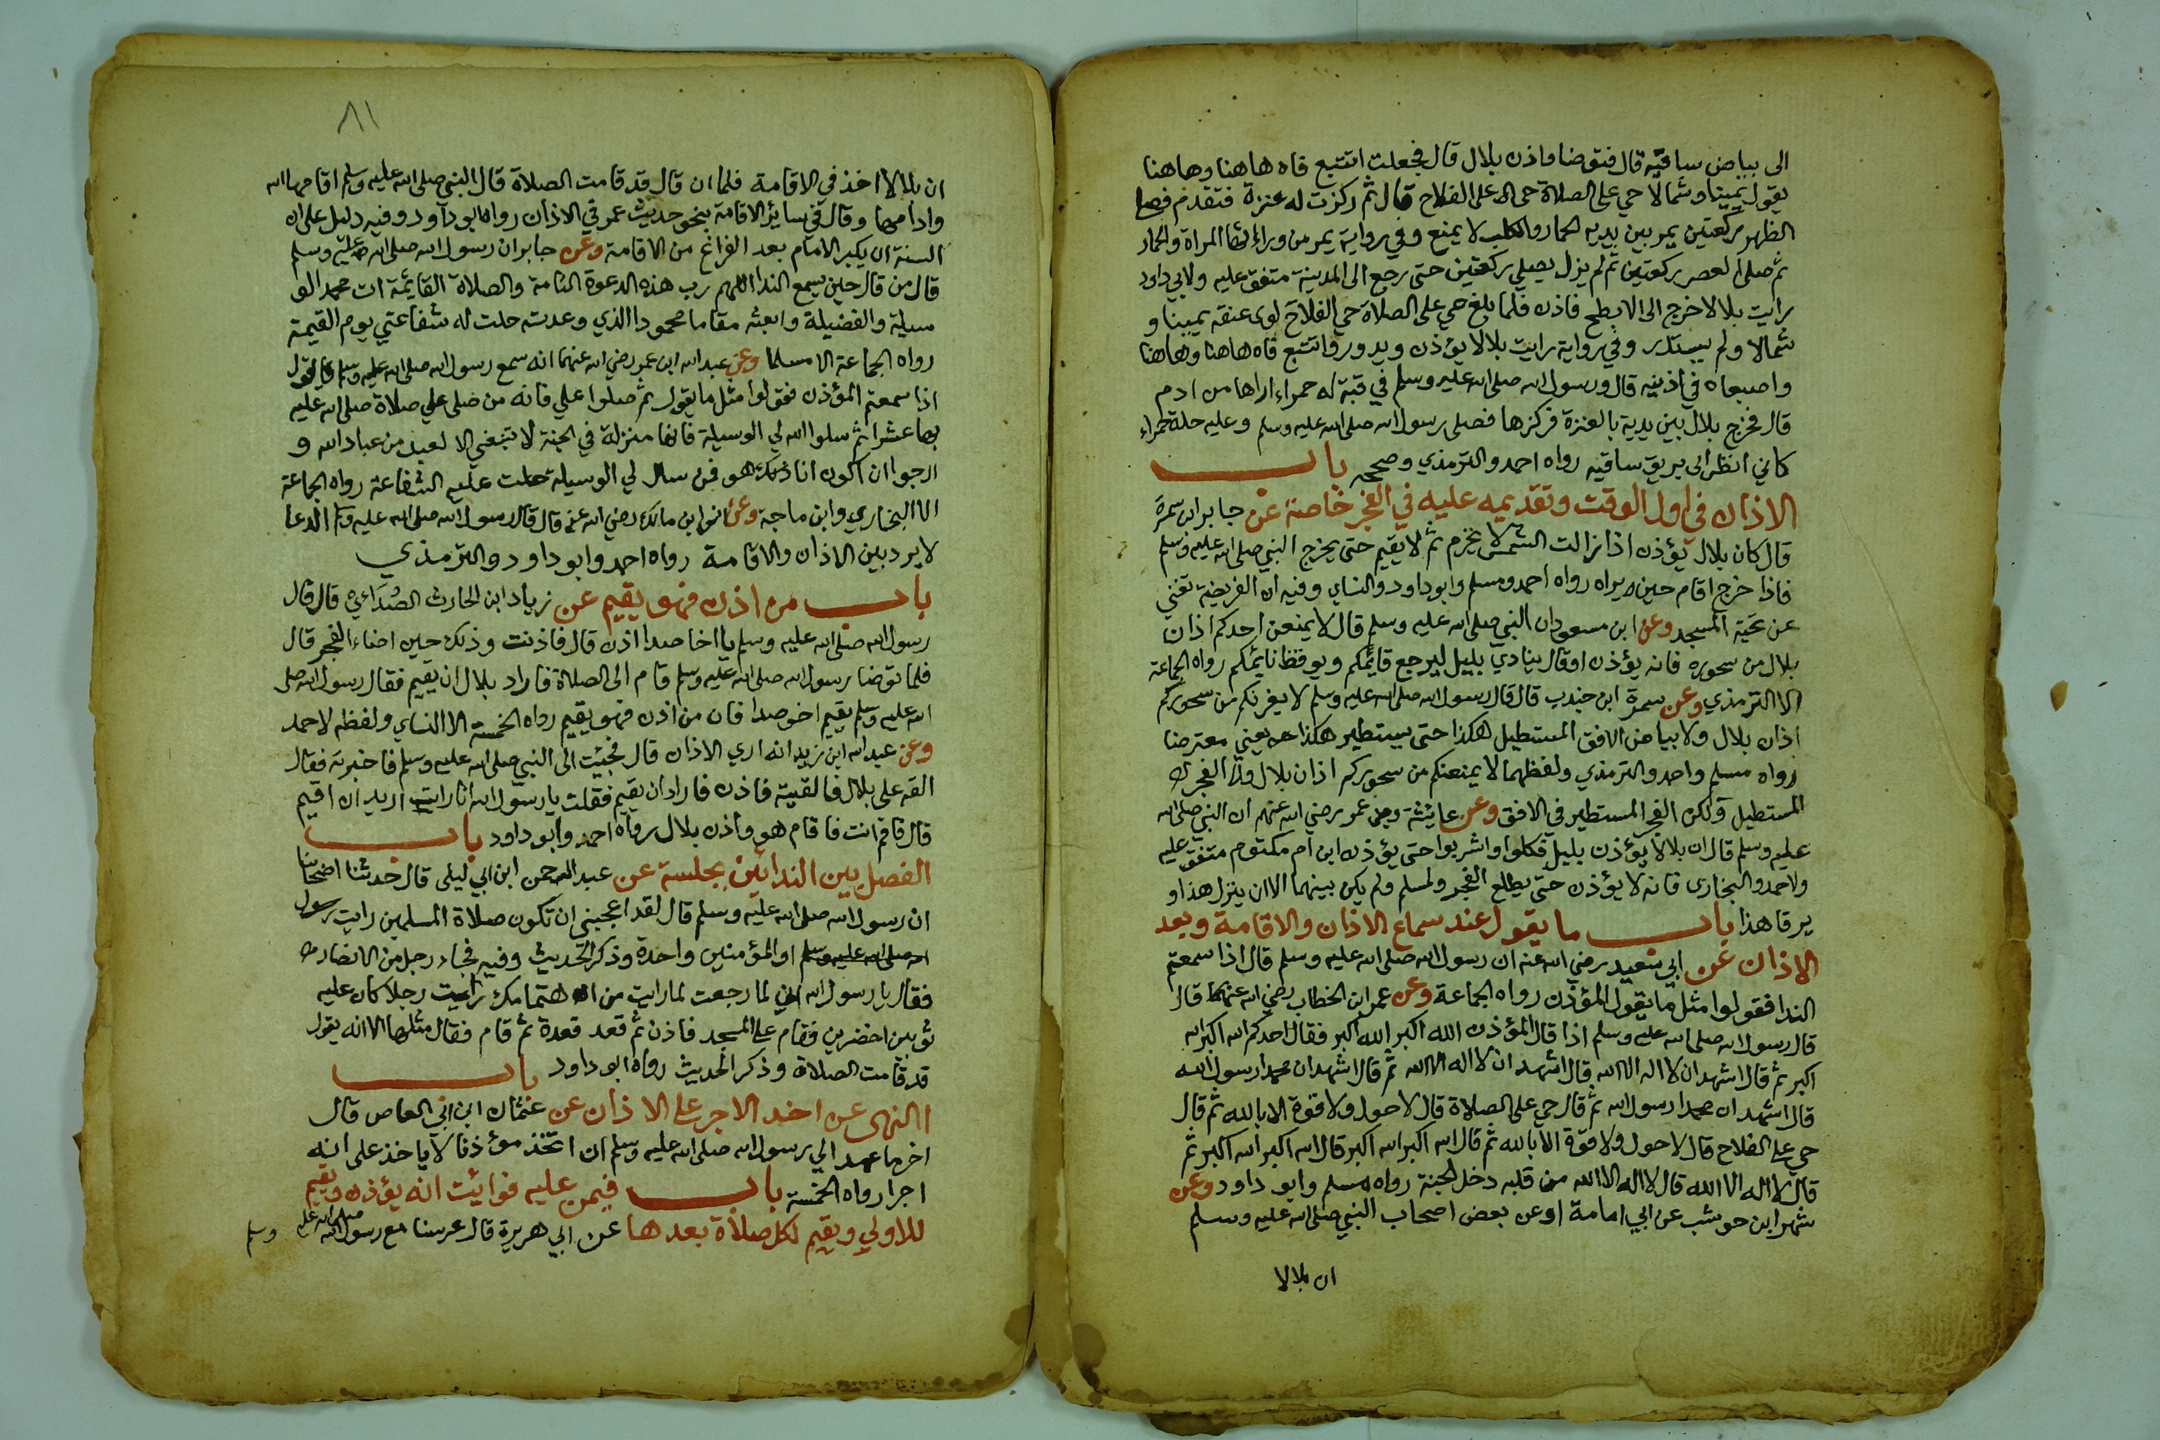 الى بياض ساقيه قال فتوضا واذن بلال قال فجعلت اتتبع فاه هاهنا وهاهنا
يقول يمينا وشمالا حي على الصلاة حي على الفلاح قال ثم ركزت له عنزة فتقدم فصلى
الظهر ركعتين يمر بين يديه الحمار والكلب لا يمنع وفي رواية يمر من ورائها المراة والحمار
ثم صلى العصر ركعتين ثم لم يزل يصلي ركعتين حتى رجع الى المدينة متفق عليه ولابي داود
رايت بلالا خرج الى الابطح فاذن فلما بلغ حي على الصلاة حي الفلاح لوى عنقه يمينا و
شمالا ولم يستدر وفي رواية رايت بلالا يؤذن ويدور واتتبع فاه هاهنا وهاهنا
واصبعاه في اذنيه قال ورسول الله صلى الله عليه وسلم في قبة له حمراء اراها من ادم
قال فخرج بلال بين يديه بالعنزة فركزها فصلى رسول الله صلى الله عليه وسلم وعليه حلة حمراء
كاني انظر الى بريق ساقيه رواه احمد والترمذي وصححه باب
الاذان في اول الوقت وتقديمه عليه في الفجر خاصة عن جابر ابن سمرة
قال كان بلال يؤذن اذا زالت الشمس لا يخرم ثم لا يقيم حتى يخرج النبي صلى الله عليه وسلم
فاذا خرج اقام حين يراه رواه احمد ومسلم وابو داود والنساي وفيه ان الفريضة تغني
عن تحية المسجد وعن ابن مسعود ان النبي صلى الله عليه وسلم قال لا يمنعن احدكم اذان
بلال من سحوره فانه يؤذن او قال ينادي بليل ليرجع قايمكم ويوقظ نايمكم رواه الجماعة
الا الترمذي وعن سمرة ابن جندب قال قال رسول الله صلى الله عليه وسلم لا يغرنكم من سحوركم
اذان بلال ولا بياض الافق المستطيل هكذا حتى يستطير هكذا يعني معترضا
رواه مسلم واحمد والترمذي ولفظهما لا يمنعنكم من سحوركم اذان بلال ولا الفجر
المستطيل ولكن الفجر المستطير في الافق وعن عايشة وابن عمر رضي الله عنهم ان النبي صلى الله
عليه وسلم قال ان بلالا يؤذن بليل فكلوا واشربوا حتى يؤذن ابن ام مكتوم متفق عليه
ولاحمد والبخارى فانه لا يؤذن حتى يطلع الفجر ولمسلم ولم يكن بينهما الا ان ينزل هذا و
يرقا هذا باب ما يقول عند سماع الاذان والاقامة وبعد
الاذان عن ابي سعيد رضي الله عنه ان رسول الله صلى الله عليه وسلم قال اذا سمعتم
الندا فقولوا مثل ما يقول المؤذن رواه الجماعة وعن عمر ابن الخطاب رضي الله عنهما قال
قال رسول الله صلى الله عليه وسلم اذا قال المؤذن الله اكبر الله اكبر فقال احدكم الله اكبر الله
اكبر ثم قال اشهد ان لا اله الا الله قال اشهد ان لا اله الا الله ثم قال اشهد ان محمدا رسول الله
قال اشهد ان محمدا رسول الله ثم قال حي على الصلاة قال لا حول ولا قوة الا بالله ثم قال
حي على الفلاح قال لا حول ولا قوة الا بالله ثم قال الله اكبر الله اكبر قال الله اكبر الله اكبر ثم
قال لا اله الا الله قال لا اله الا الله من قلبه دخل الجنة رواه مسلم وابو داود وعن
شهر ابن حوشب عن ابي امامة او عن بعض اصحاب النبي صلى الله عليه وسلم
ان بلالا
٨١
ان بلالا اخذ في الاقامة فلما ان قال قد قامت الصلاة قال النبي صلى الله عليه وسلم اقامها الله
وادامها وقال في سائر الاقامة بنحو حديث عمر في الاذان رواه ابو داود وفيه دليل على ان
السنة ان يكبر الامام بعد الفراغ من الاقامة وعن جابر ان رسول الله صلى الله عليه وسلم
قال من قال حين يسمع الندا اللهم رب هذه الدعوة التامة والصلاة القائمة ات محمد الو
سيلة والفضيلة وابعثه مقاما محمودا الذي وعدته حلت له شفاعتي يوم القيمة
رواه الجماعة الا مسلما وعن عبد الله ابن عمر رضي الله عنهما انه سمع رسول الله صلى الله عليه وسلم يقول
اذا سمعتم المؤذن فقولوا مثل ما يقول ثم صلوا علي فانه من صلى علي صلاة صلى الله عليه
بها عشرا ثم سلوا الله لي الوسيلة فانها منزلة في الجنة لا تنبغي الا لعبد من عباد الله و
ارجوا ان اكون انا ذلك هو فمن سال لي الوسيلة حلت عليه الشفاعة رواه الجماعة
الا البخاري وابن ماجة وعن انس ابن مالك رضي الله عنه قال قال رسول الله صلى الله عليه وسلم الدعا
لا يرد بين الاذان والاقامة رواه احمد وابو داود والترمذي
باب من اذن فهو يقيم عن زياد ابن الحارث الصدائي قال قال
رسول الله صلى الله عليه وسلم يا اخا صدا اذن قال فاذنت وذلك حين اضاء الفجر قال
فلما توضا رسول الله صلى الله عليه وسلم قام الى الصلاة فاراد بلال ان يقيم فقال رسول الله صلى
الله عليه وسلم يقيم اخو صدا فان من اذن فهو يقيم رواه الخمسة الا النساي ولفظه لاحمد
وعن عبد الله ابن زيد انه اري الاذان قال فجيت الى النبي صلى الله عليه وسلم فاخبرته فقال
القه على بلال فالقيته فاذن فاراد ان يقيم فقلت يا رسول الله انا رايت اريد ان اقيم
قال فاقم انت فاقام هو واذن بلال رواه احمد وابو داود باب
الفصل بين الندائين بجلسة عن عبد الرحمن ابن ابي ليلى قال حدثنا اصحابنا
ان رسول الله صلى الله عليه وسلم قال لقد اعجبني ان تكون صلاة المسلمين رايت رسول
الله صلى الله عليه وسلم او المؤمنين واحدة وذكر الحديث وفيه فجاء رجل من الانصار
فقال يا رسول الله اني لما رجعت لما رايت من اهتمامك رايت رجلا كان عليه
ثوبين اخضرين فقام على المسجد فاذن ثم قعد قعدة ثم قام فقال مثلها الا انه يقول
قد قامت الصلاة وذكر الحديث رواه ابو داود باب
النهى عن اخذ الاجر على الاذان عن عثمان ابن ابي العاص قال
اخر ما عهد الي رسول الله صلى الله عليه وسلم ان اتخذ مؤذنا لا ياخذ على انه
اجرا رواه الخمسة باب فيمن عليه فوائيت انه يؤذن ويقيم
للاولي ويقيم لكل صلاة بعدها عن ابي هريرة قال عرسنا مع رسول الله صلى الله عليه وسلم